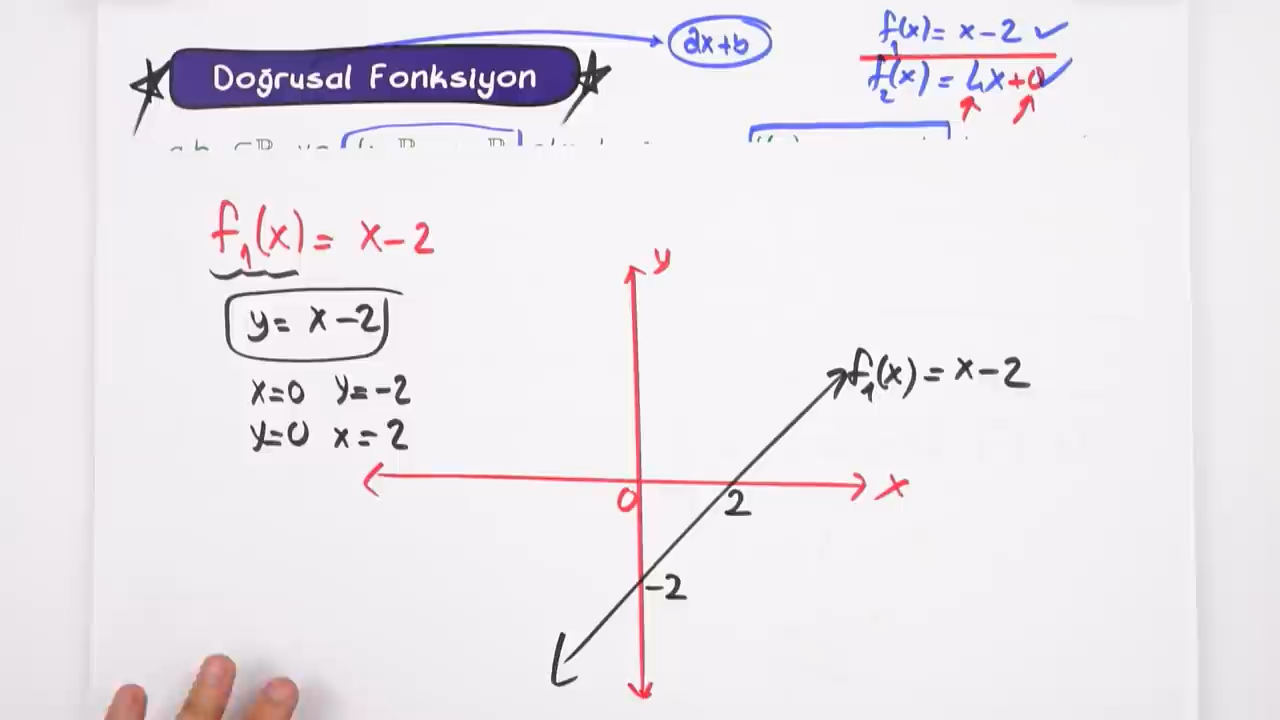 ax+b
f₁(x) = x-2 ✓
Doğrusal Fonksiyon
f₂(x) = 4x+0 ✓
f₁(x) = x-2
y = x-2
x=0 y=-2
y=0 x=2
y
f₁(x) = x-2
x
0
2
-2